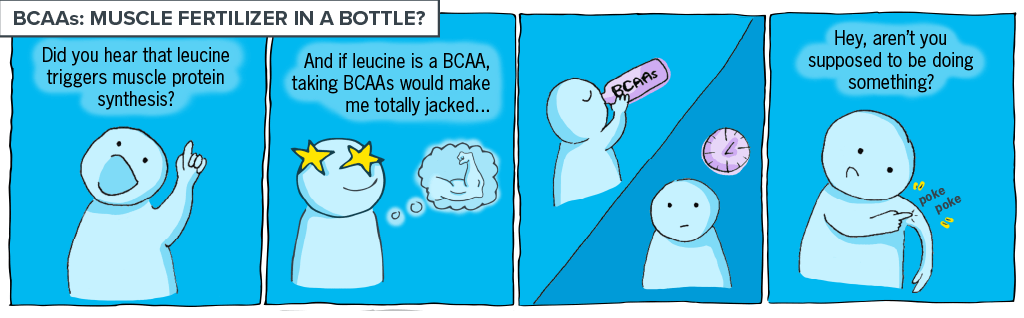 BCAAs: MUSCLE FERTILIZER IN A BOTTLE?
Did you hear that leucine
triggers muscle protein
synthesis?
And if leucine is a BCAA,
taking BCAAs would make
me totally jacked...
BCAAs
Hey, aren't you
supposed to be doing
something?
poke
poke